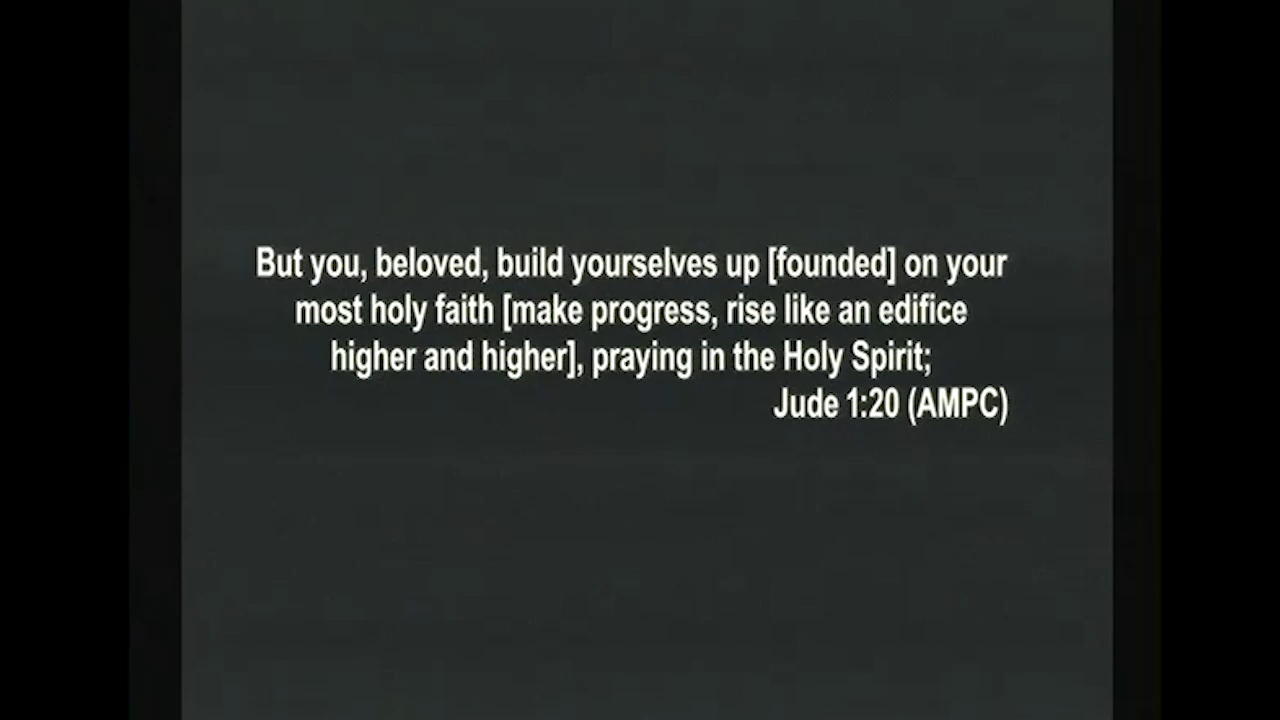 But you, beloved, build yourselves up [founded] on your
most holy faith [make progress, rise like an edifice
higher and higher], praying in the Holy Spirit;
Jude 1:20 (AMPC)